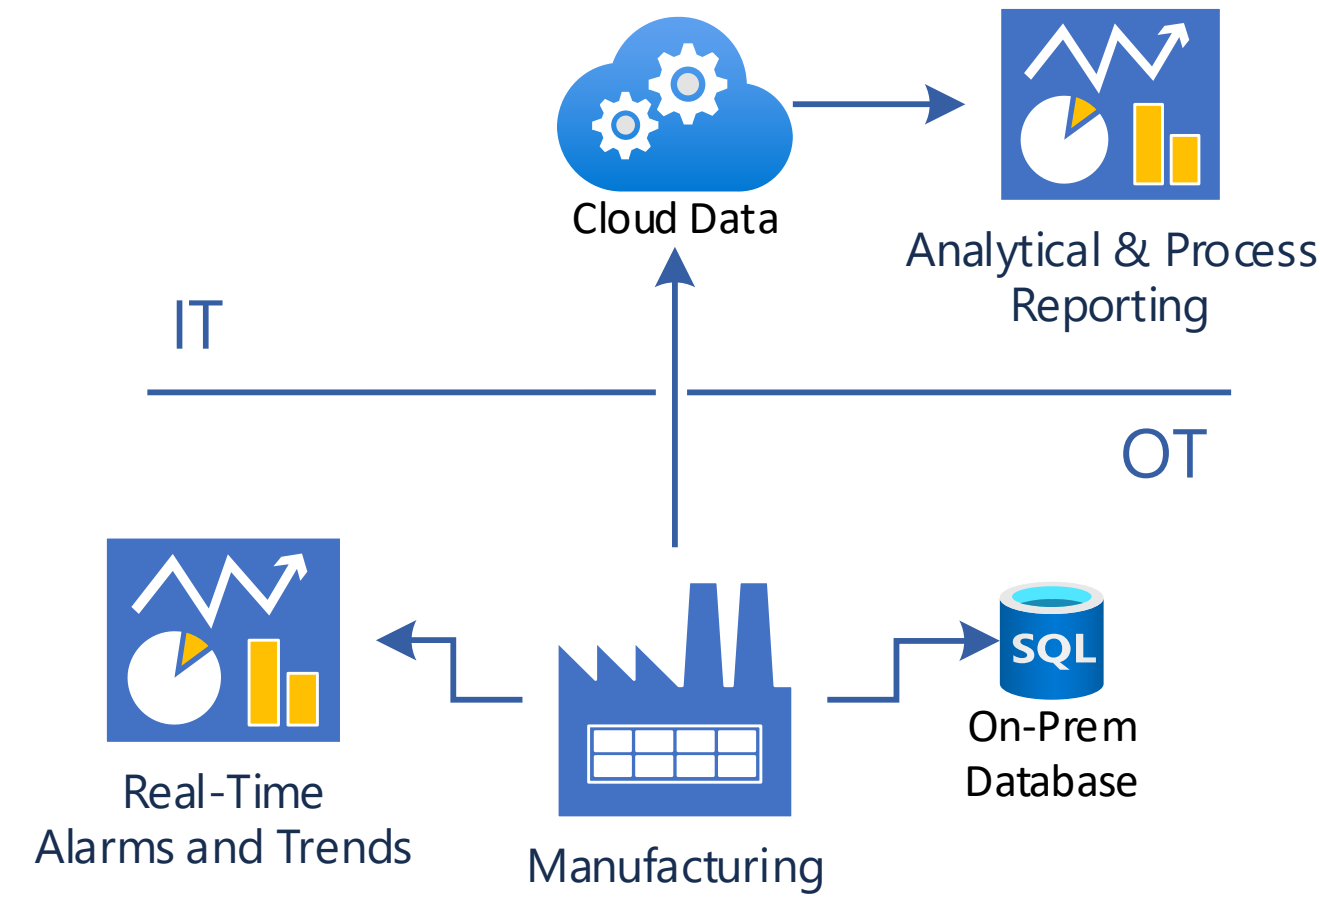 Cloud Data
Analytical & Process
Reporting
IT
OT
SQL
On-Prem
Database
Real-Time
Alarms and Trends
Manufacturing